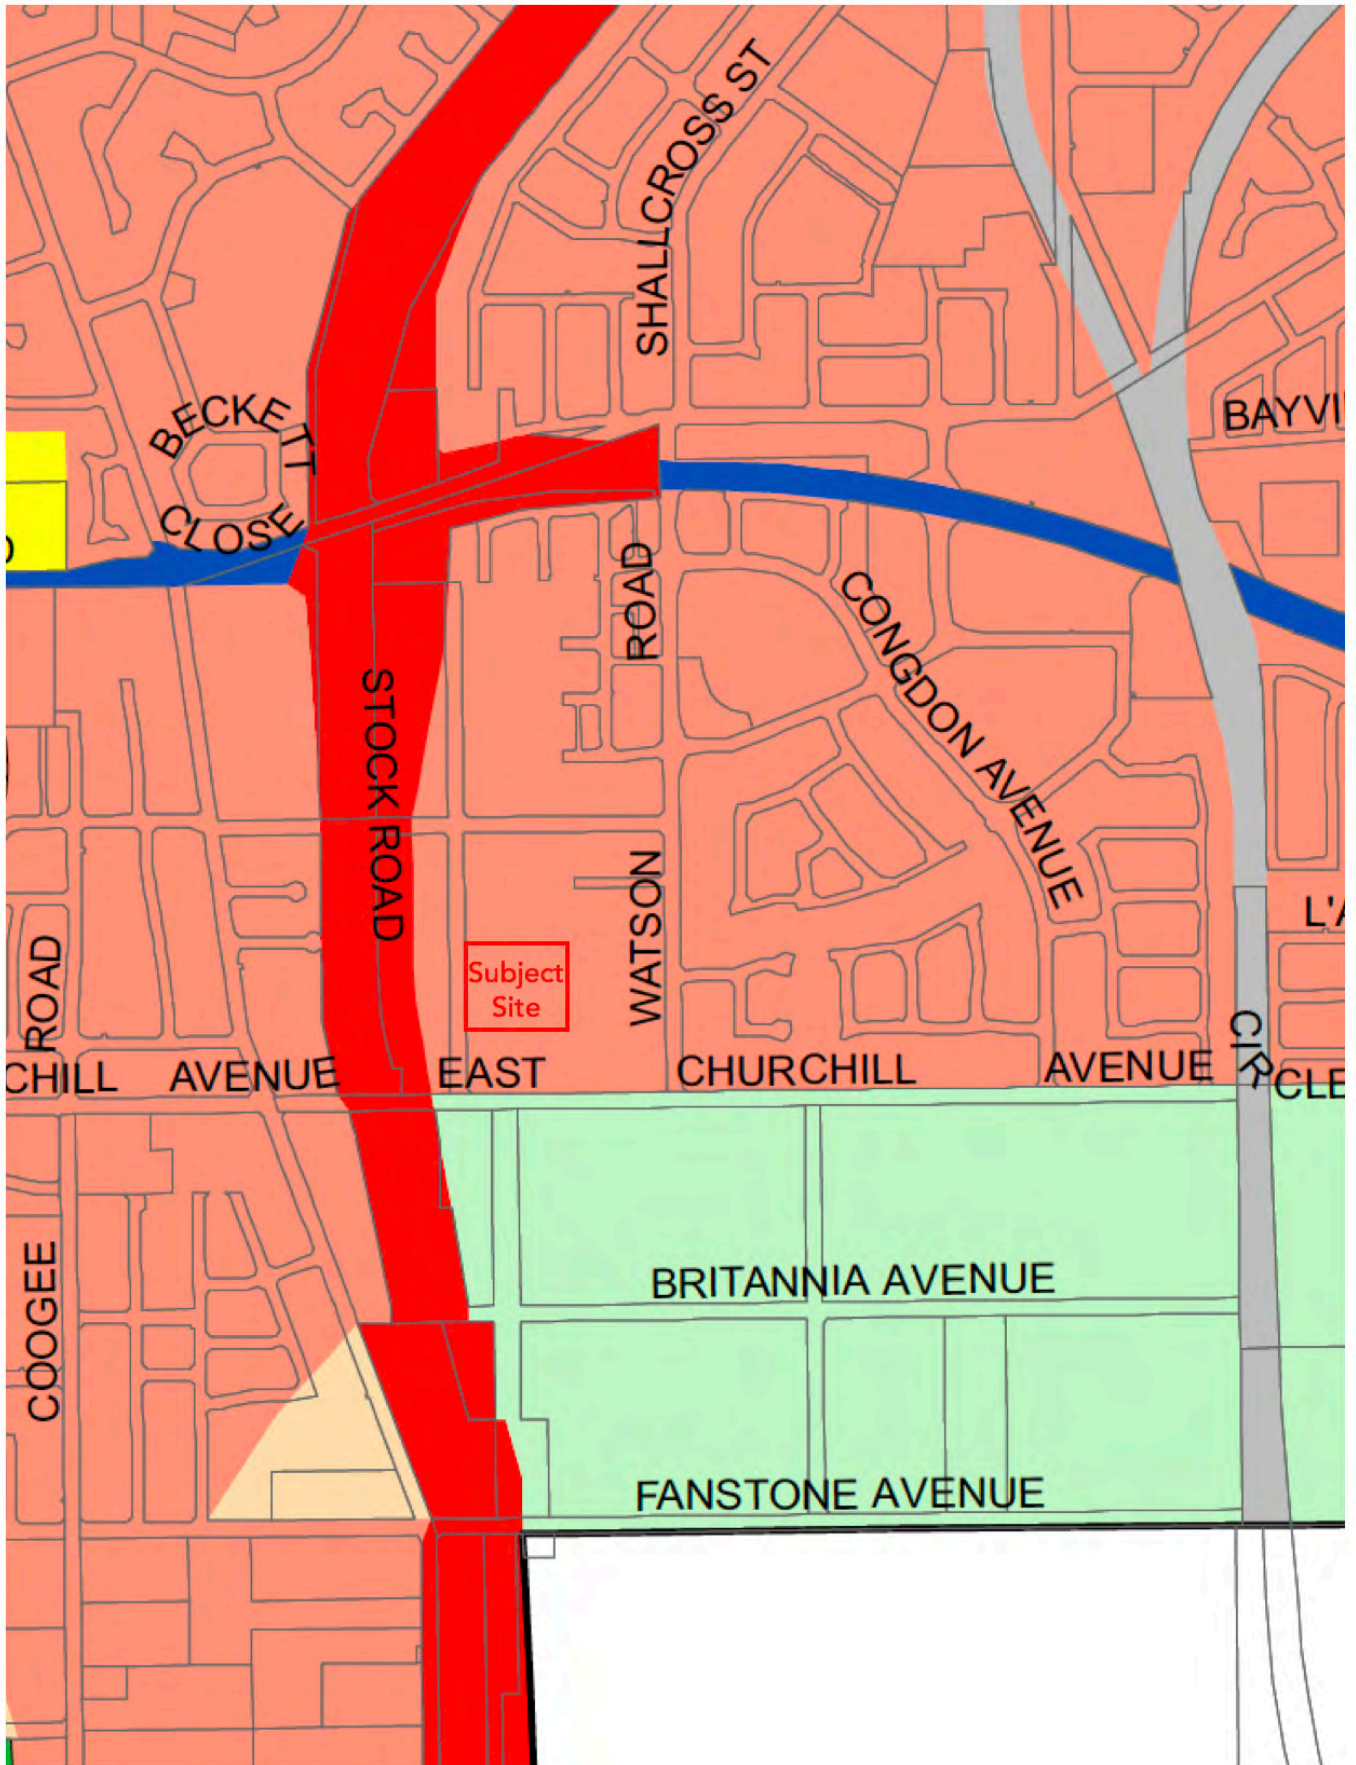 SHALLCROSS ST
BECKETT
CLOSE
BAYVI
ROAD
CONGDON AVENUE
STOCK ROAD
WATSON
L'A
Subject
Site
ROAD
CIRCLE
CHILL AVENUE EAST CHURCHILL AVENUE
BRITANNIA AVENUE
COOGEE
FANSTONE AVENUE